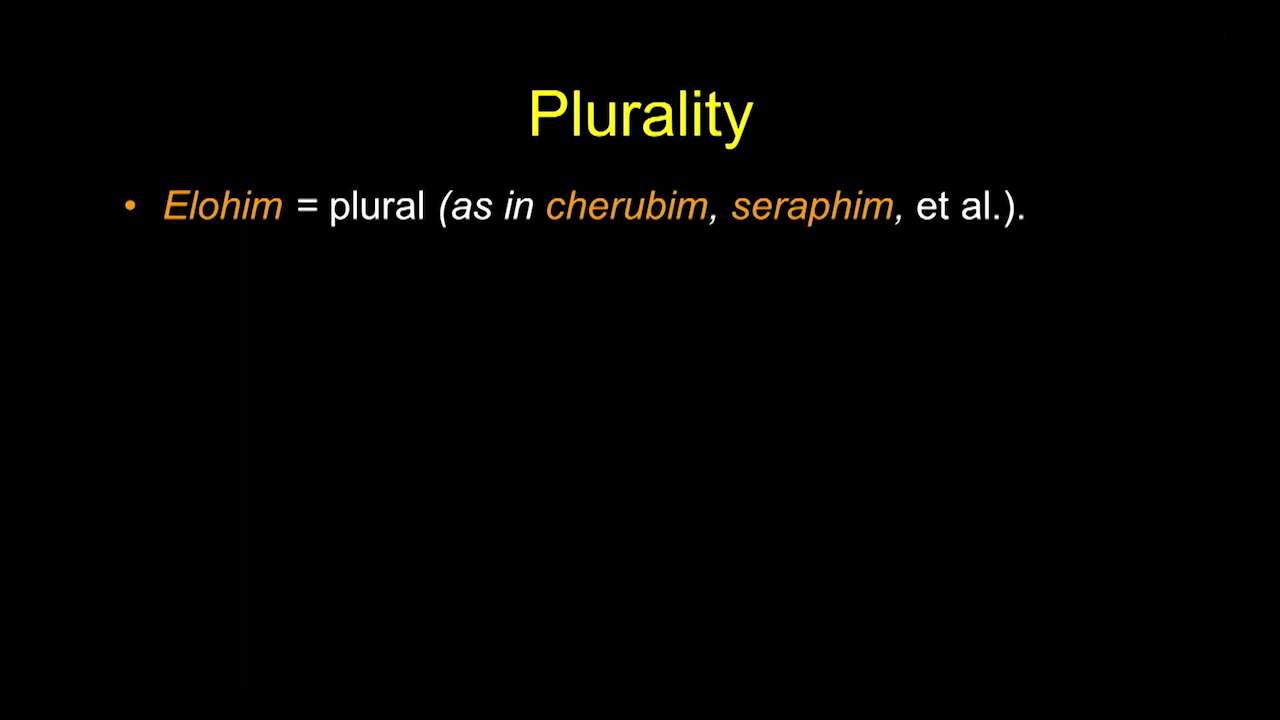 Plurality
• Elohim = plural (as in cherubim, seraphim, et al.).